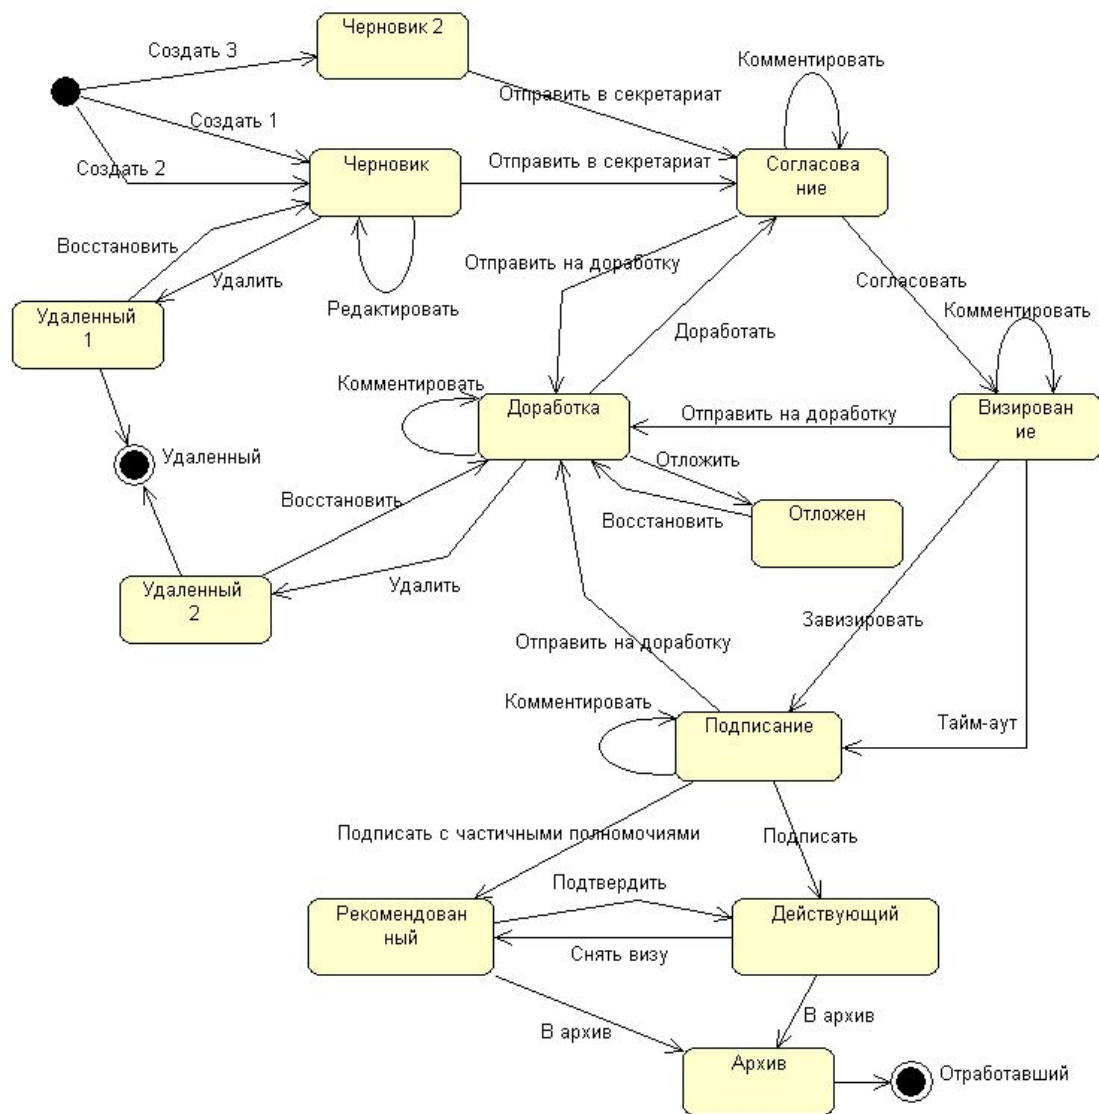 Черновик 2
Создать 3
Комментировать
Отправить в секретариат
Создать 1
Черновик
Отправить в секретариат
Согласова
ние
Создать 2
Восстановить
Отправить на доработку
Удалить
Согласовать
Редактировать
Комментировать
Удаленный
1
Доработать
Комментировать
Доработка
Отправить на доработку
Визирован
ие
Удаленный
Отложить
Восстановить
Восстановить
Отложен
Удаленный
2
Удалить
Завизировать
Отправить на доработку
Комментировать
Подписание
Тайм-аут
Подписать с частичными полномочиями
Подписать
Подтвердить
Рекомендован
ный
Действующий
Снять визу
В архив
В архив
Архив
Отработавший